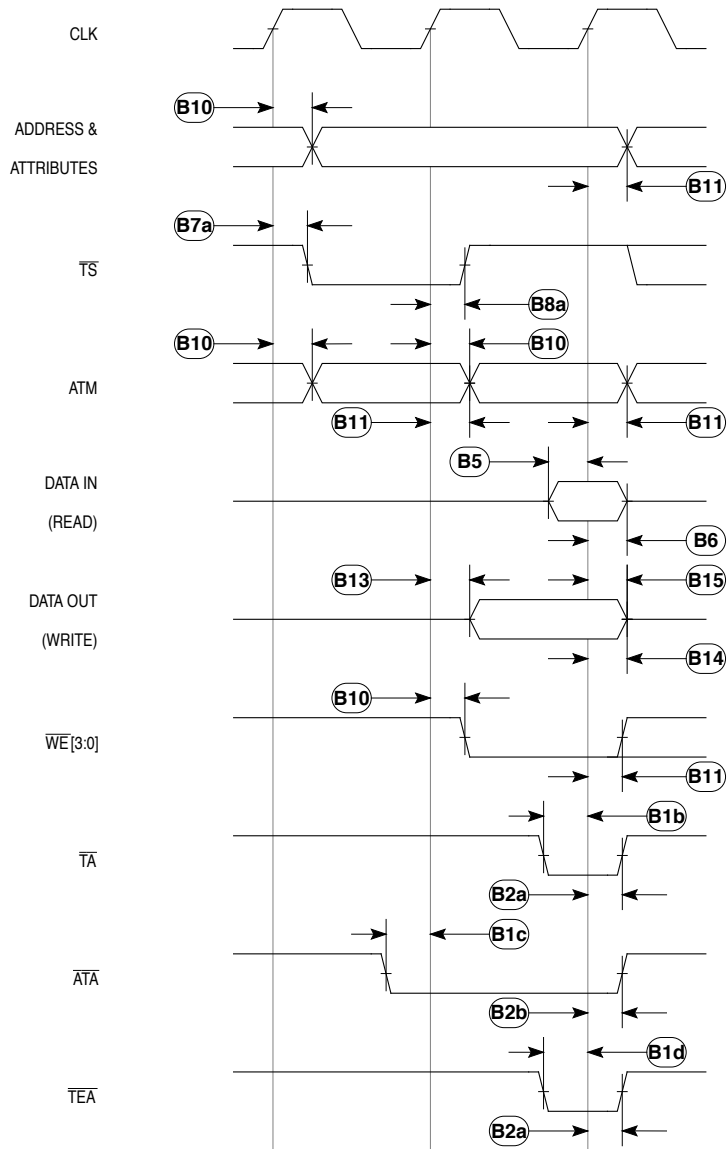 CLK
B10
ADDRESS &
ATTRIBUTES
B11
B7a
TS
B8a
B10
B10
ATM
B11
B11
B5
DATA IN
(READ)
B6
B13
B15
DATA OUT
(WRITE)
B14
B10
WE[3:0]
B11
B1b
TA
B2a
B1c
ATA
B2b
B1d
TEA
B2a